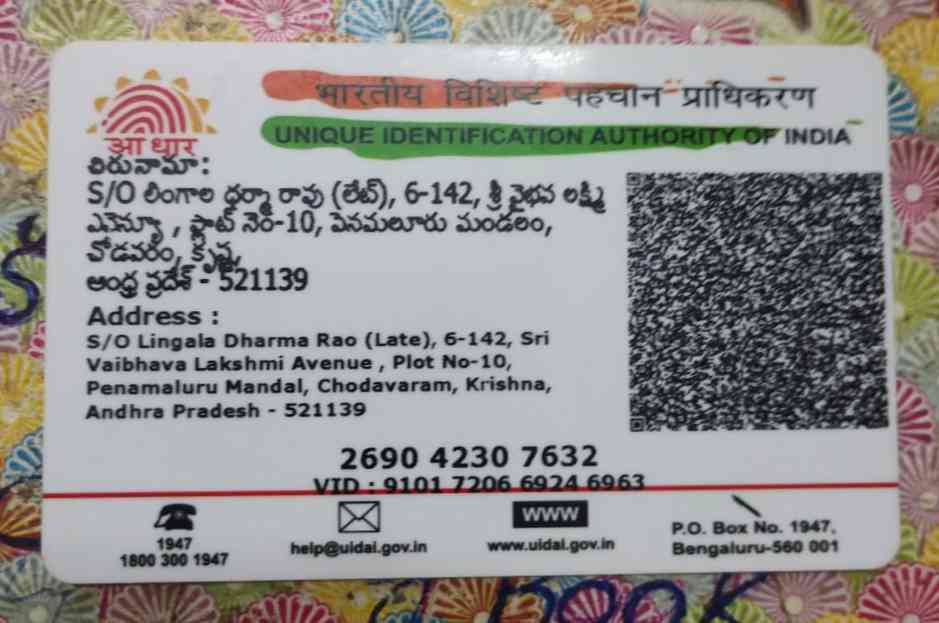 भारतीय विशिष्ट पहचान प्राधिकरण
UNIQUE IDENTIFICATION AUTHORITY OF INDIA
आधार
చిరునామా:
S/O లింగాల ధర్మా రావు (లేట్), 6-142, శ్రీ వైభవ లక్ష్మి
ఎవెన్యూ , ప్లాట్ నెం-10, పెనమలూరు మండలం,
చోడవరం, కృష్ణ,
ఆంధ్ర ప్రదేశ్ - 521139
Address :
S/O Lingala Dharma Rao (Late), 6-142, Sri
Vaibhava Lakshmi Avenue , Plot No-10,
Penamaluru Mandal, Chodavaram, Krishna,
Andhra Pradesh - 521139
2690 4230 7632
VID : 9101 7206 6924 6963
1947
1800 300 1947
help@uidai.gov.in
WWW
www.uidai.gov.in
P.O. Box No. 1947,
Bengaluru-560 001